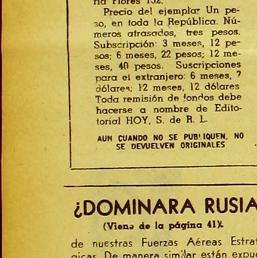 ria Flores 152.
Precio del ejemplar Un pe-
so, en toda la República. Nú-
meros atrasados, tres pesos.
Subscripción: 3 meses, 12 pe-
sos; 6 meses, 22 pesos; 12 me-
ses, 40 pesos. Suscripciones
para el extranjero: 6 meses, 7
dólares; 12 meses, 12 dólares
Toda remisión de fondos debe
hacerse a nombre de Edito-
torial HOY, S. de R. L.
AUN CUANDO NO SE PUBLIQUEN, NO
SE DEVUELVEN ORIGINALES
¿DOMINARA RUSIA
(Viene de la página 41).
de nuestras Fuerzas Aéreas Estrat
gicas. De manera similar están expue